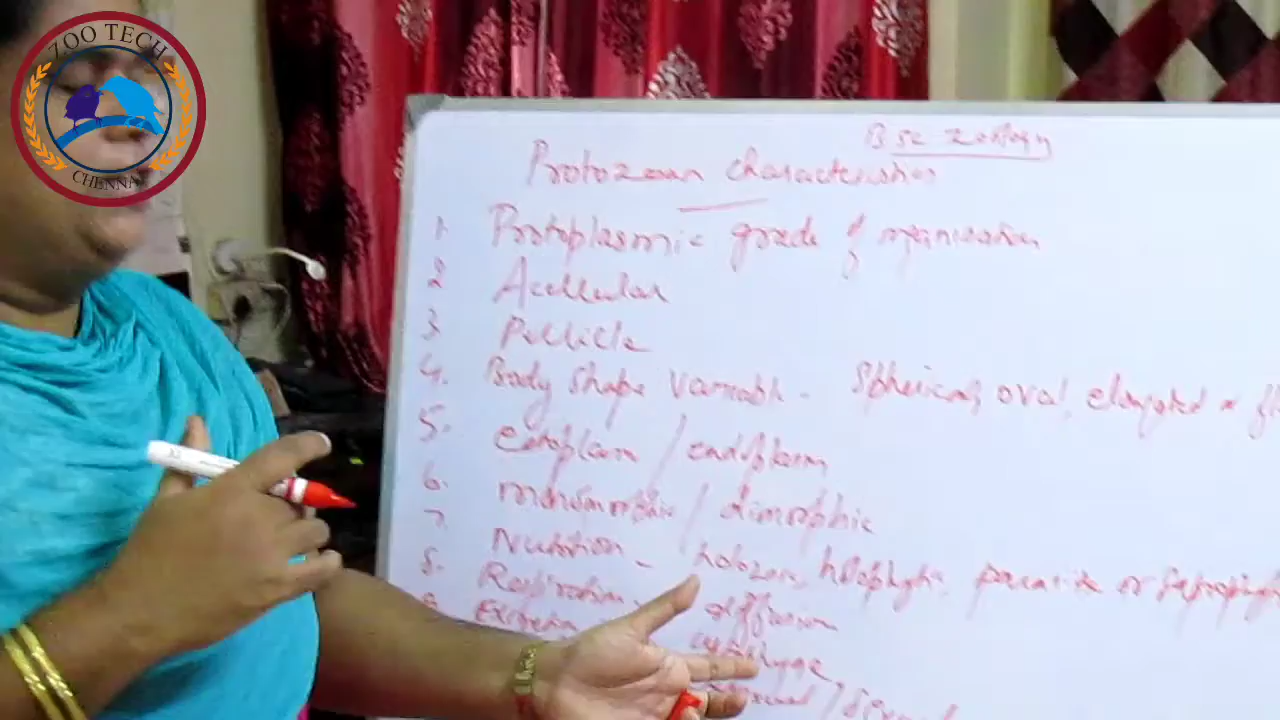 ZOO TECH
CHENNAI
B.sc Zoology
Protozoan characteristics
1. Protoplasmic grade of organisation
2 Acellular
3. Pellicle
4. Body shape variable - Spherical, oval, elongated or
5. ectoplasm / endoplasm
6. monomorphic / dimorphic
7. Nutrition - holozoic, holophytic, parasitic or saprophytic
8. Respiration - diffusion
9. Excretion
asexual / sexual